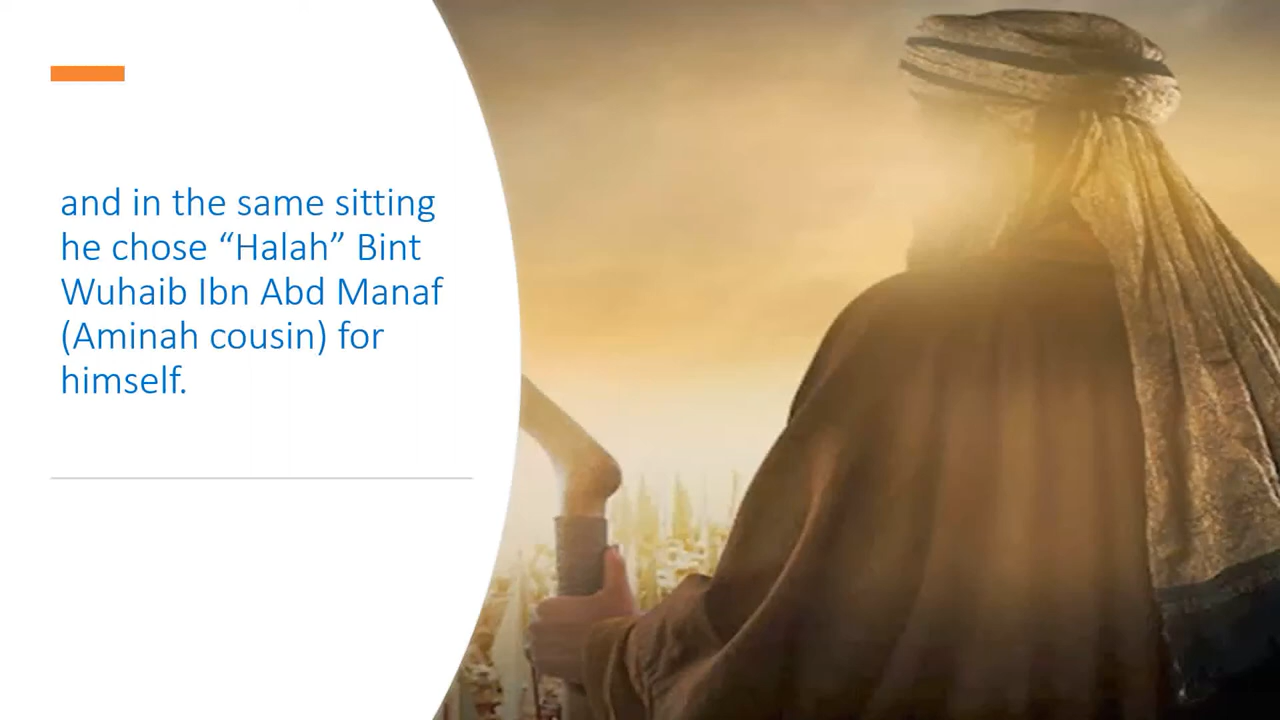 and in the same sitting
he chose “Halah” Bint
Wuhaib Ibn Abd Manaf
(Aminah cousin) for
himself.